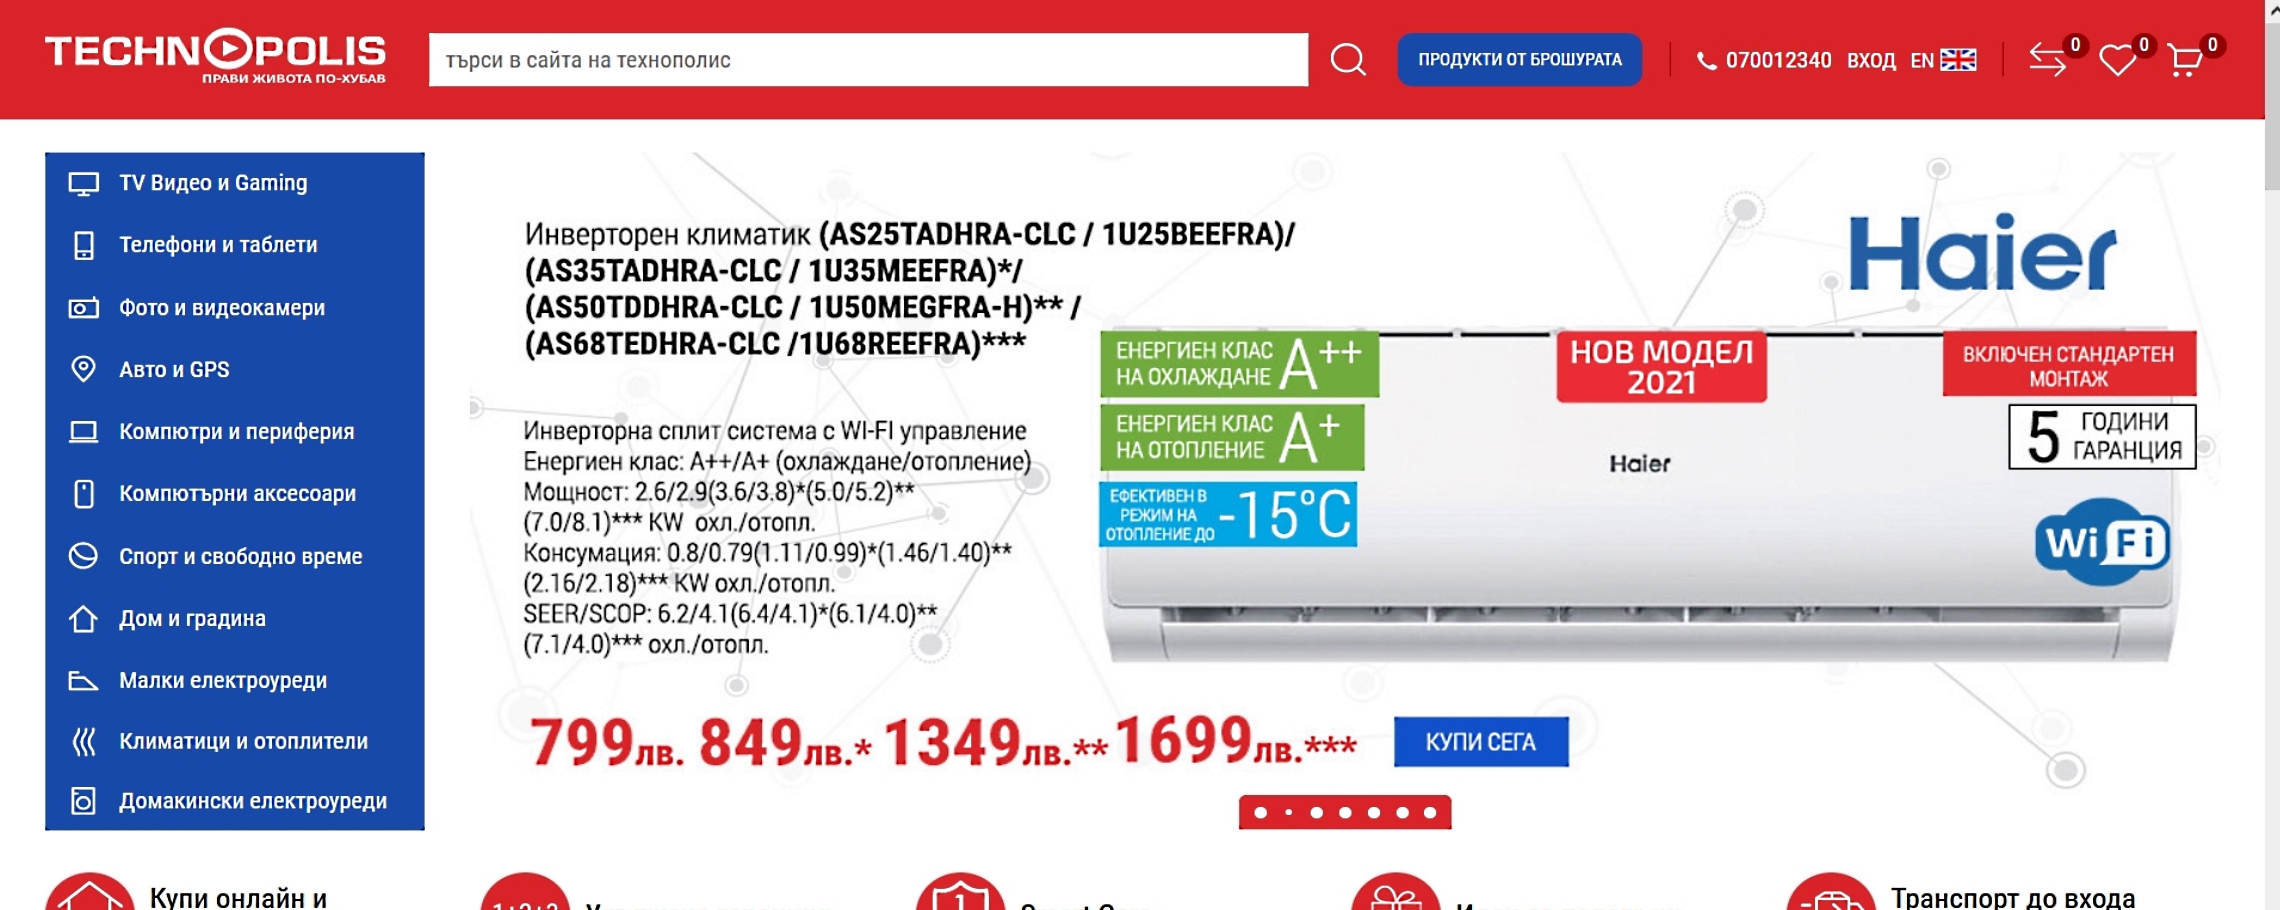 TECHNOPOLIS
ПРАВИ ЖИВОТА ПО-ХУБАВ
търси в сайта на технополис
ПРОДУКТИ ОТ БРОШУРАТА
070012340 ВХОД EN
0 0 0
TV Видео и Gaming
Телефони и таблети
Фото и видеокамери
Авто и GPS
Компютри и периферия
Компютърни аксесоари
Спорт и свободно време
Дом и градина
Малки електроуреди
Климатици и отоплители
Домакински електроуреди
Инверторен климатик (AS25TADHRA-CLC / 1U25BEEFRA)/
(AS35TADHRA-CLC / 1U35MEEFRA)*/
(AS50TDDHRA-CLC / 1U50MEGFRA-H)** /
(AS68TEDHRA-CLC /1U68REEFRA)***
Инверторна сплит система с WI-FI управление
Енергиен клас: А++/А+ (охлаждане/отопление)
Мощност: 2.6/2.9(3.6/3.8)*(5.0/5.2)**
(7.0/8.1)*** KW охл./отопл.
Консумация: 0.8/0.79(1.11/0.99)*(1.46/1.40)**
(2.16/2.18)*** KW охл./отопл.
SEER/SCOP: 6.2/4.1(6.4/4.1)*(6.1/4.0)**
(7.1/4.0)*** охл./отопл.
799лв. 849лв.* 1349лв.** 1699лв.***
КУПИ СЕГА
Haier
ЕНЕРГИЕН КЛАС
НА ОХЛАЖДАНЕ A++
ЕНЕРГИЕН КЛАС
НА ОТОПЛЕНИЕ A+
ЕФЕКТИВЕН В
РЕЖИМ НА
ОТОПЛЕНИЕ ДО -15°C
НОВ МОДЕЛ
2021
ВКЛЮЧЕН СТАНДАРТЕН
МОНТАЖ
5 ГОДИНИ
ГАРАНЦИЯ
Haier
Wi Fi
Купи онлайн и
Транспорт до входа